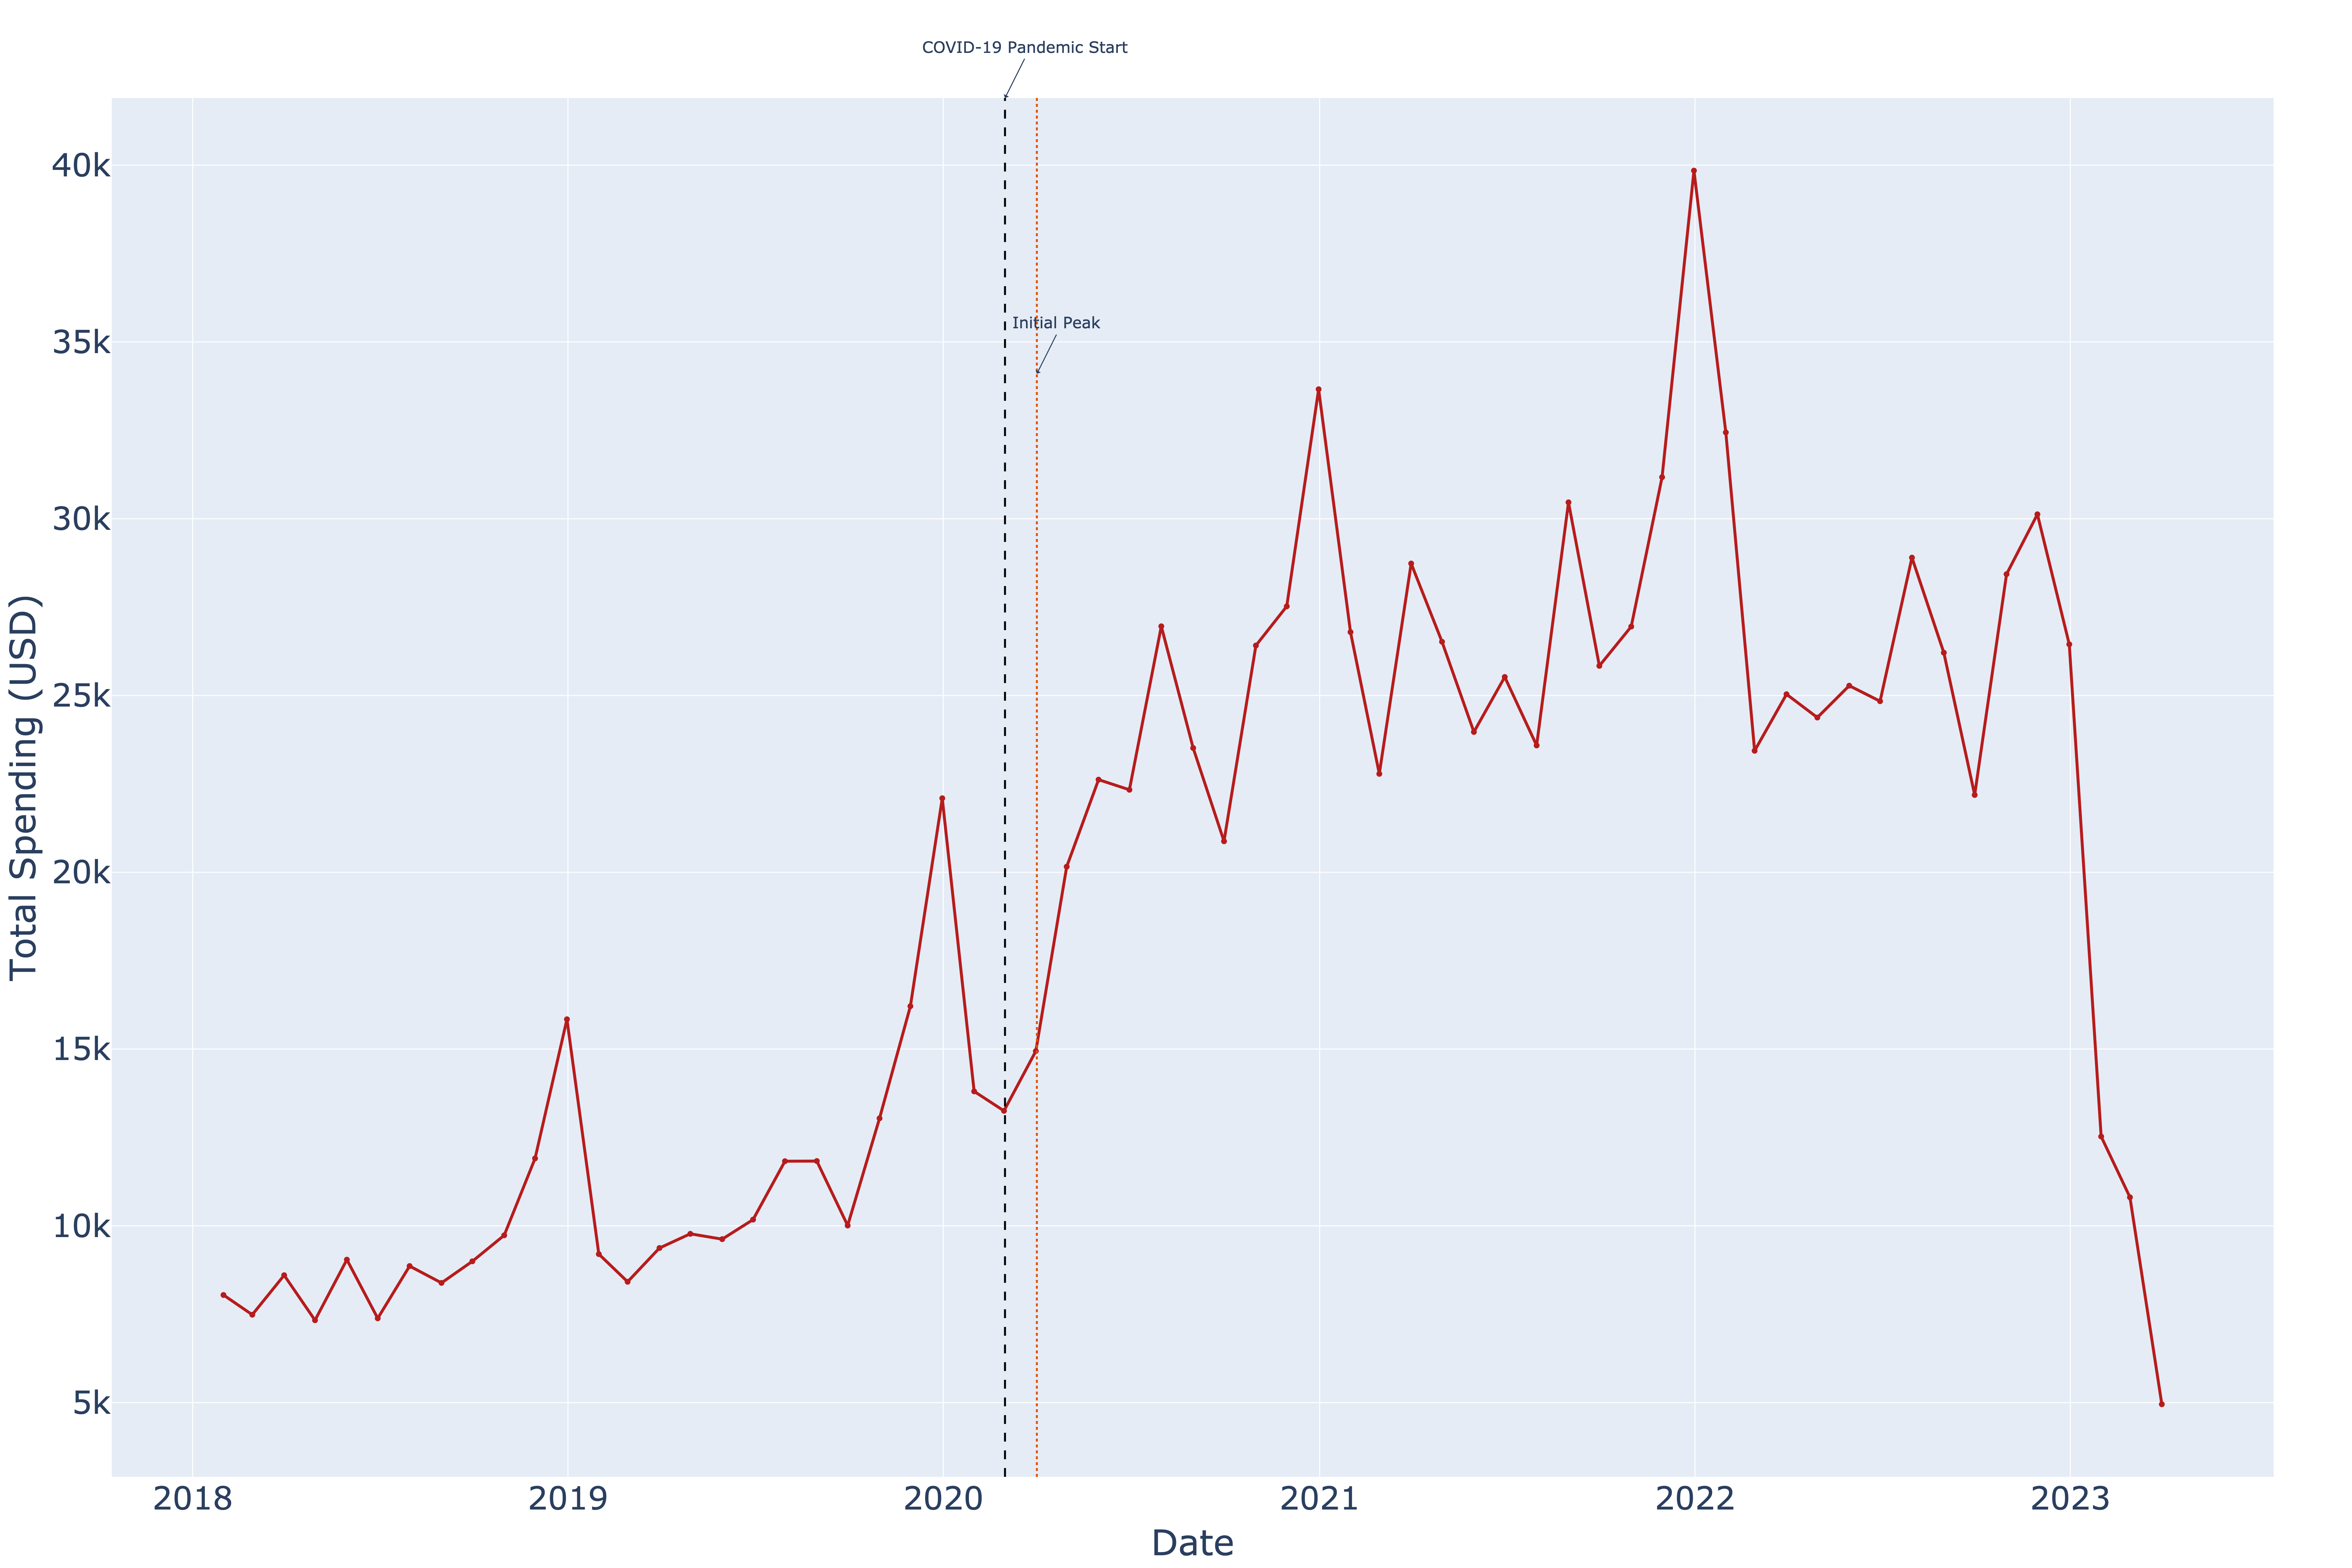 COVID-19 Pandemic Start
Initial Peak
Total Spending (USD)
40k
35k
30k
25k
20k
15k
10k
5k
2018
2019
2020
2021
2022
2023
Date